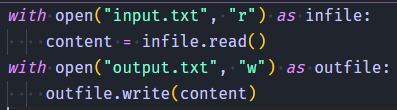 with open("input.txt", "r") as infile:
    content = infile.read()
with open("output.txt", "w") as outfile:
    outfile.write(content)